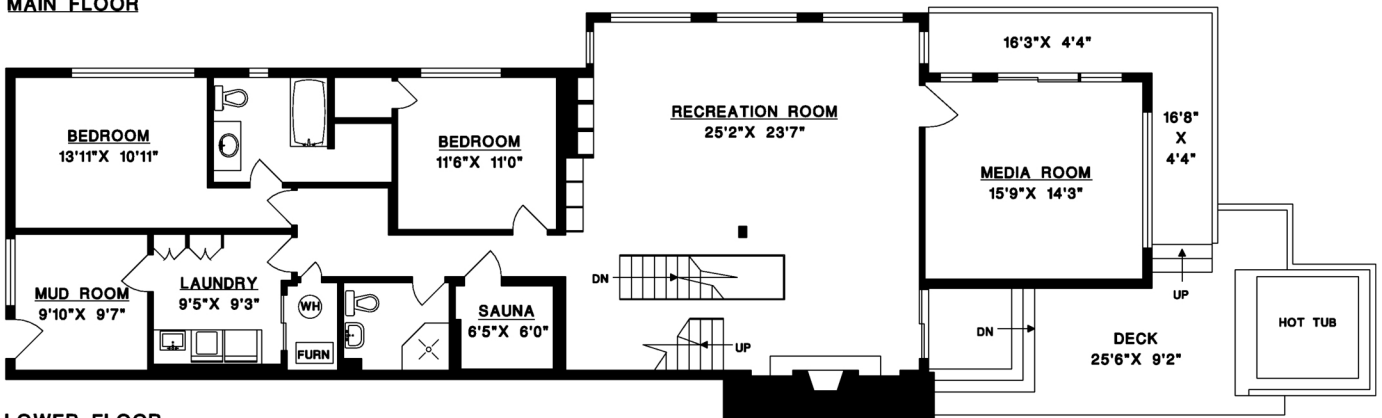 MAIN FLOOR
16'3"X 4'4"
BEDROOM
13'11"X 10'11"
BEDROOM
11'6"X 11'0"
RECREATION ROOM
25'2"X 23'7"
16'8"
X
4'4"
MEDIA ROOM
15'9"X 14'3"
MUD ROOM
9'10"X 9'7"
LAUNDRY
9'5"X 9'3"
WH
FURN
SAUNA
6'5"X 6'0"
DN
UP
DN
UP
DECK
25'6"X 9'2"
HOT TUB
LOWER FLOOR